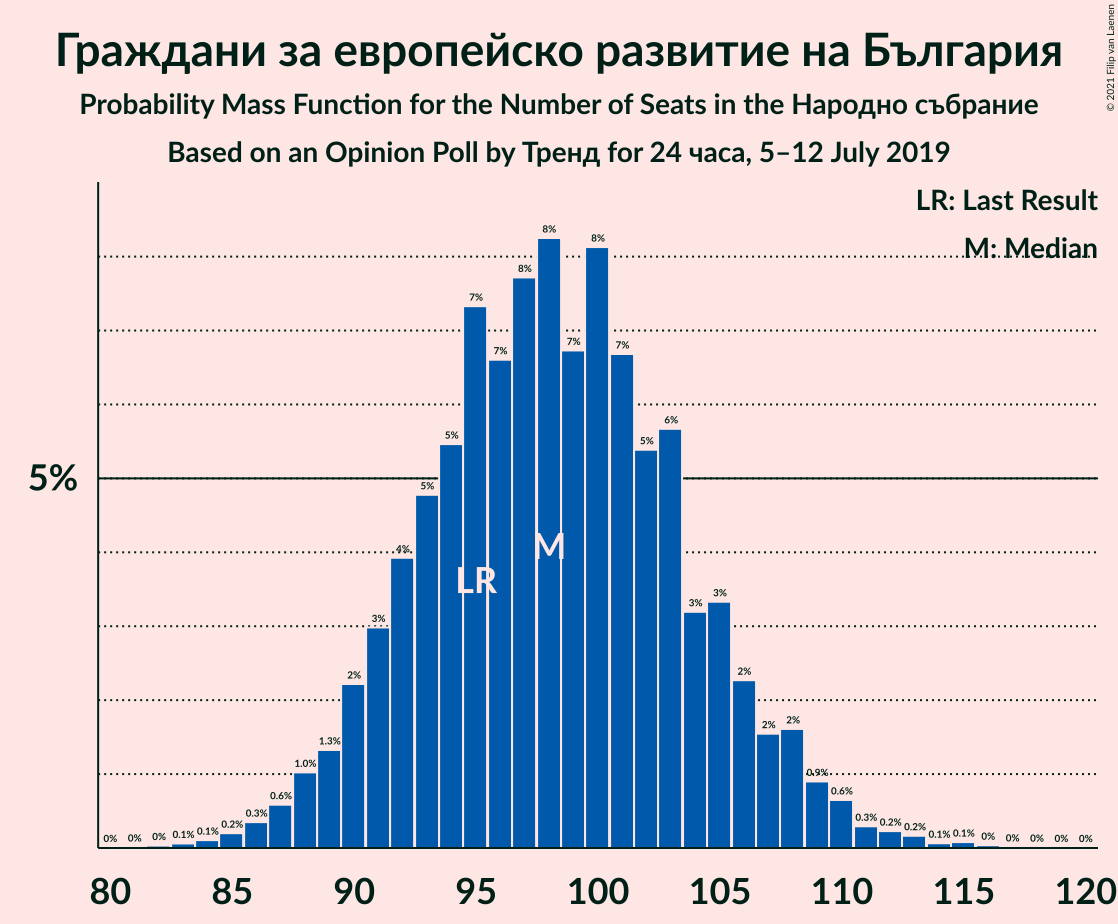 Граждани за европейско развитие на България
Probability Mass Function for the Number of Seats in the Народно събрание
Based on an Opinion Poll by Тренд for 24 часа, 5–12 July 2019
© 2021 Filip van Laenen
LR: Last Result
M: Median
5%
0% 0% 0% 0.1% 0.1% 0.2% 0.3% 0.6% 1.0% 1.3% 2% 3% 4% 5% 5% 7% 7% 8% 8% 7% 8% 7% 5% 6% 3% 3% 2% 2% 2% 0.9% 0.6% 0.3% 0.2% 0.2% 0.1% 0.1% 0% 0% 0% 0% 0%
M
LR
80 85 90 95 100 105 110 115 120